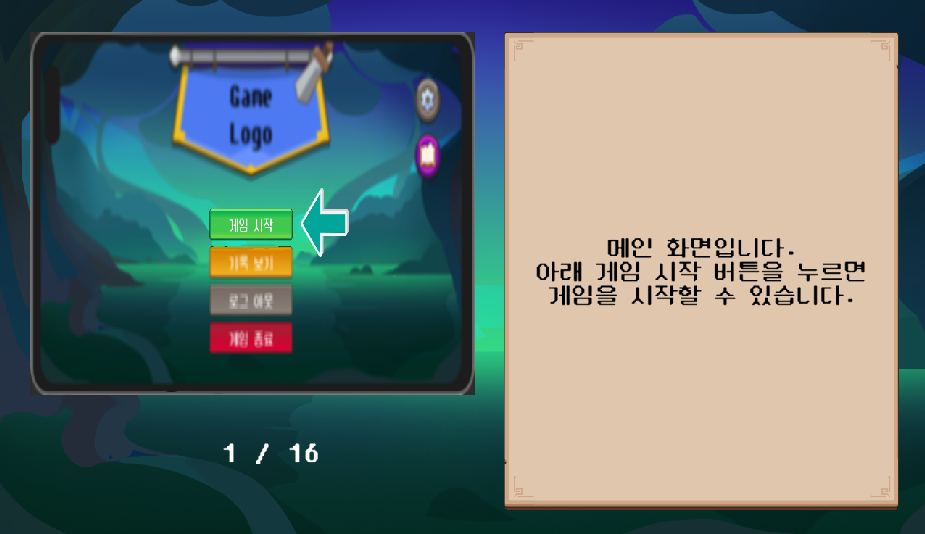 Gane
Logo
게임 시작
기록 보기
로그 아웃
게임 종료
1 / 16
메인 화면입니다.
아래 게임 시작 버튼을 누르면
게임을 시작할 수 있습니다.